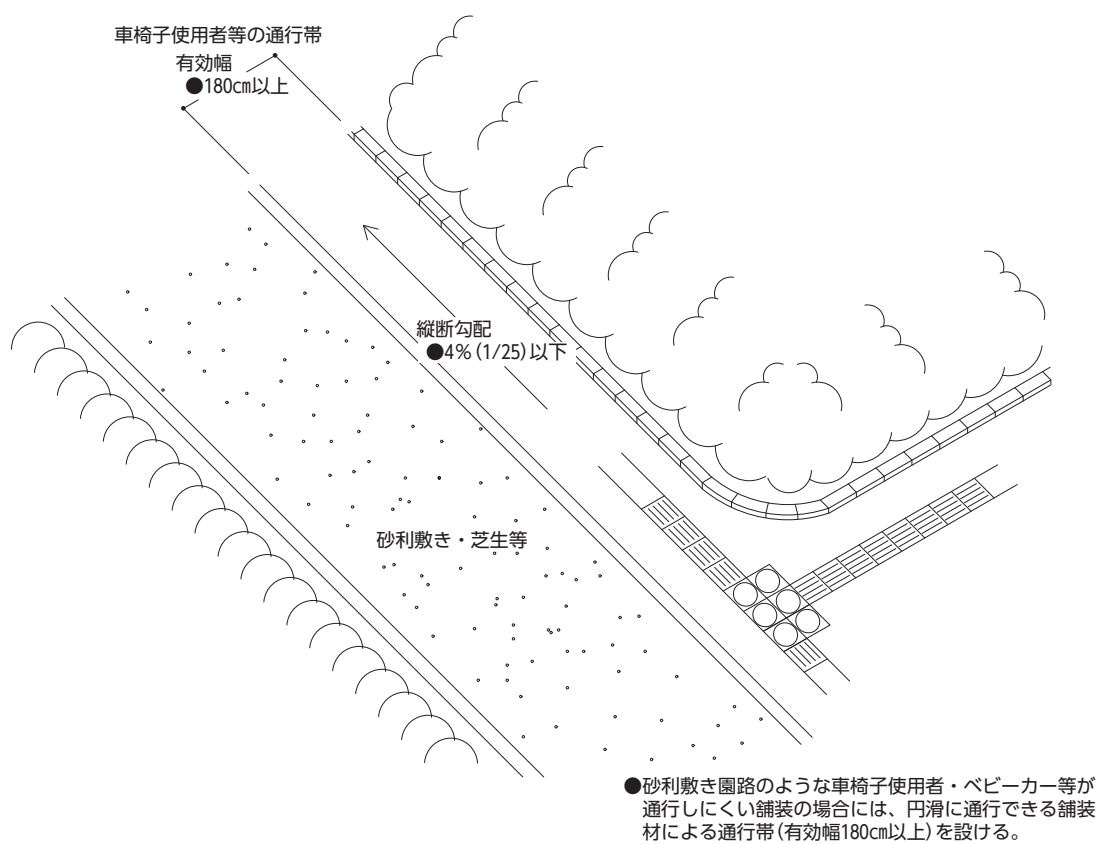 車椅子使用者等の通行帯
有効幅
●180㎝以上
縦断勾配
●4％(1/25)以下
砂利敷き・芝生等
●砂利敷き園路のような車椅子使用者・ベビーカー等が
通行しにくい舗装の場合には、円滑に通行できる舗装
材による通行帯(有効幅180㎝以上)を設ける。